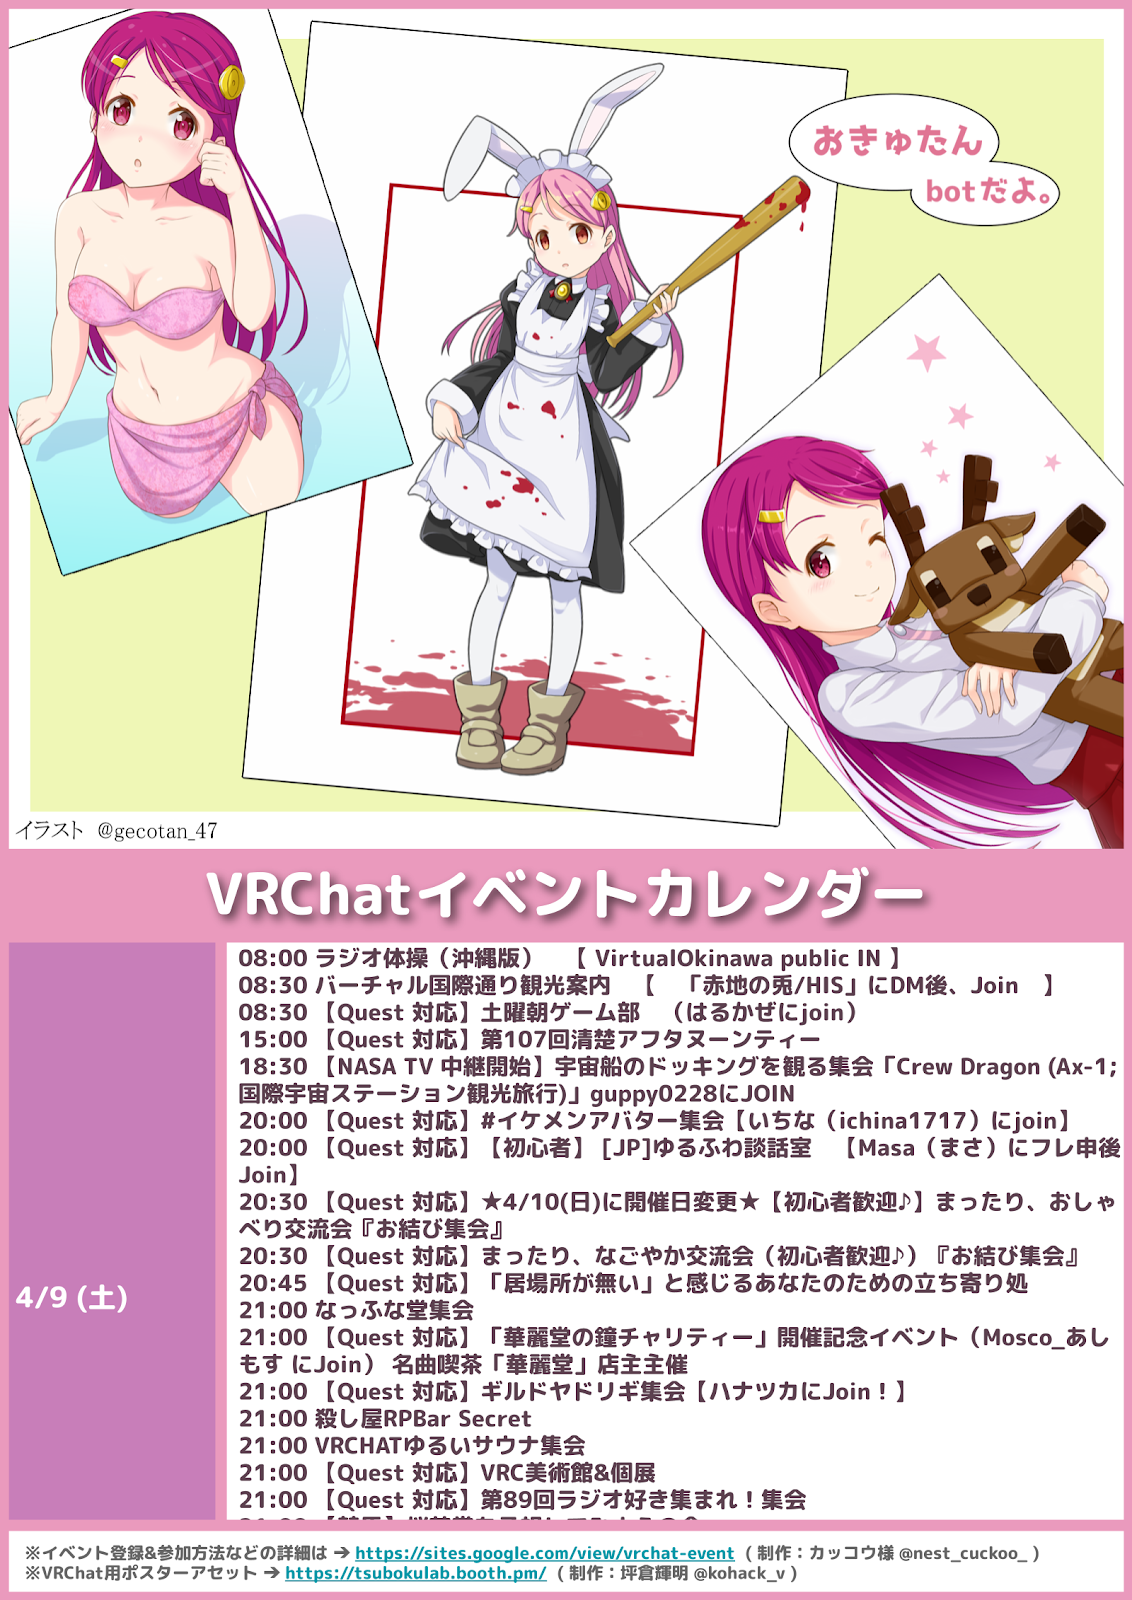 おきゅたん
botだよ。
イラスト @gecotan_47
VRChatイベントカレンダー
4/9 (土)
08:00 ラジオ体操（沖縄版） 【 VirtualOkinawa public IN 】
08:30 バーチャル国際通り観光案内 【 「赤地の兎/HIS」にDM後、Join 】
08:30 【Quest 対応】土曜朝ゲーム部 （はるかぜにjoin）
15:00 【Quest 対応】第107回清楚アフタヌーンティー
18:30 【NASA TV 中継開始】宇宙船のドッキングを観る集会「Crew Dragon (Ax-1;
国際宇宙ステーション観光旅行)」guppy0228にJOIN
20:00 【Quest 対応】#イケメンアバター集会【いちな（ichina1717）にjoin】
20:00 【Quest 対応】【初心者】 [JP]ゆるふわ談話室 【Masa（まさ）にフレ申後
Join】
20:30 【Quest 対応】★4/10(日)に開催日変更★【初心者歓迎♪】まったり、おしゃ
べり交流会『お結び集会』
20:30 【Quest 対応】まったり、なごやか交流会（初心者歓迎♪）『お結び集会』
20:45 【Quest 対応】「居場所が無い」と感じるあなたのための立ち寄り処
21:00 なっふな堂集会
21:00 【Quest 対応】「華麗堂の鐘チャリティー」開催記念イベント（Mosco_あし
もす にJoin） 名曲喫茶「華麗堂」店主主催
21:00 【Quest 対応】ギルドヤドリギ集会【ハナツカにJoin！】
21:00 殺し屋RPBar Secret
21:00 VRCHATゆるいサウナ集会
21:00 【Quest 対応】VRC美術館&個展
21:00 【Quest 対応】第89回ラジオ好き集まれ！集会
※イベント登録&参加方法などの詳細は ➔ https://sites.google.com/view/vrchat-event （ 制作：カッコウ様 @nest_cuckoo_ ）
※VRChat用ポスターアセット ➔ https://tsubokulab.booth.pm/ （ 制作：坪倉輝明 @kohack_v ）